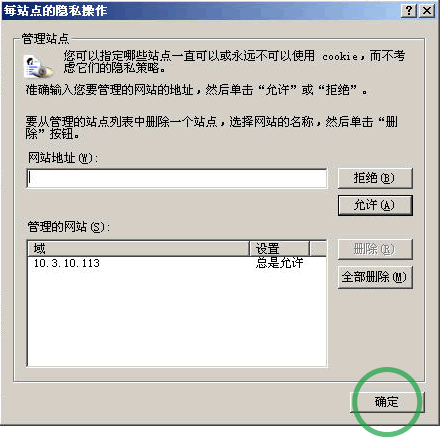 每站点的隐私操作
管理站点
您可以指定哪些站点一直可以或永远不可以使用 cookie，而不考
虑它们的隐私策略。
准确输入您要管理的网站的地址，然后单击“允许”或“拒绝”。
要从管理的站点列表中删除一个站点，选择网站的名称，然后单击“删
除”按钮。
网站地址(W)：
拒绝(B)
允许(A)
管理的网站(S)：
域 设置
10.3.10.113 总是允许
删除(R)
全部删除(M)
确定